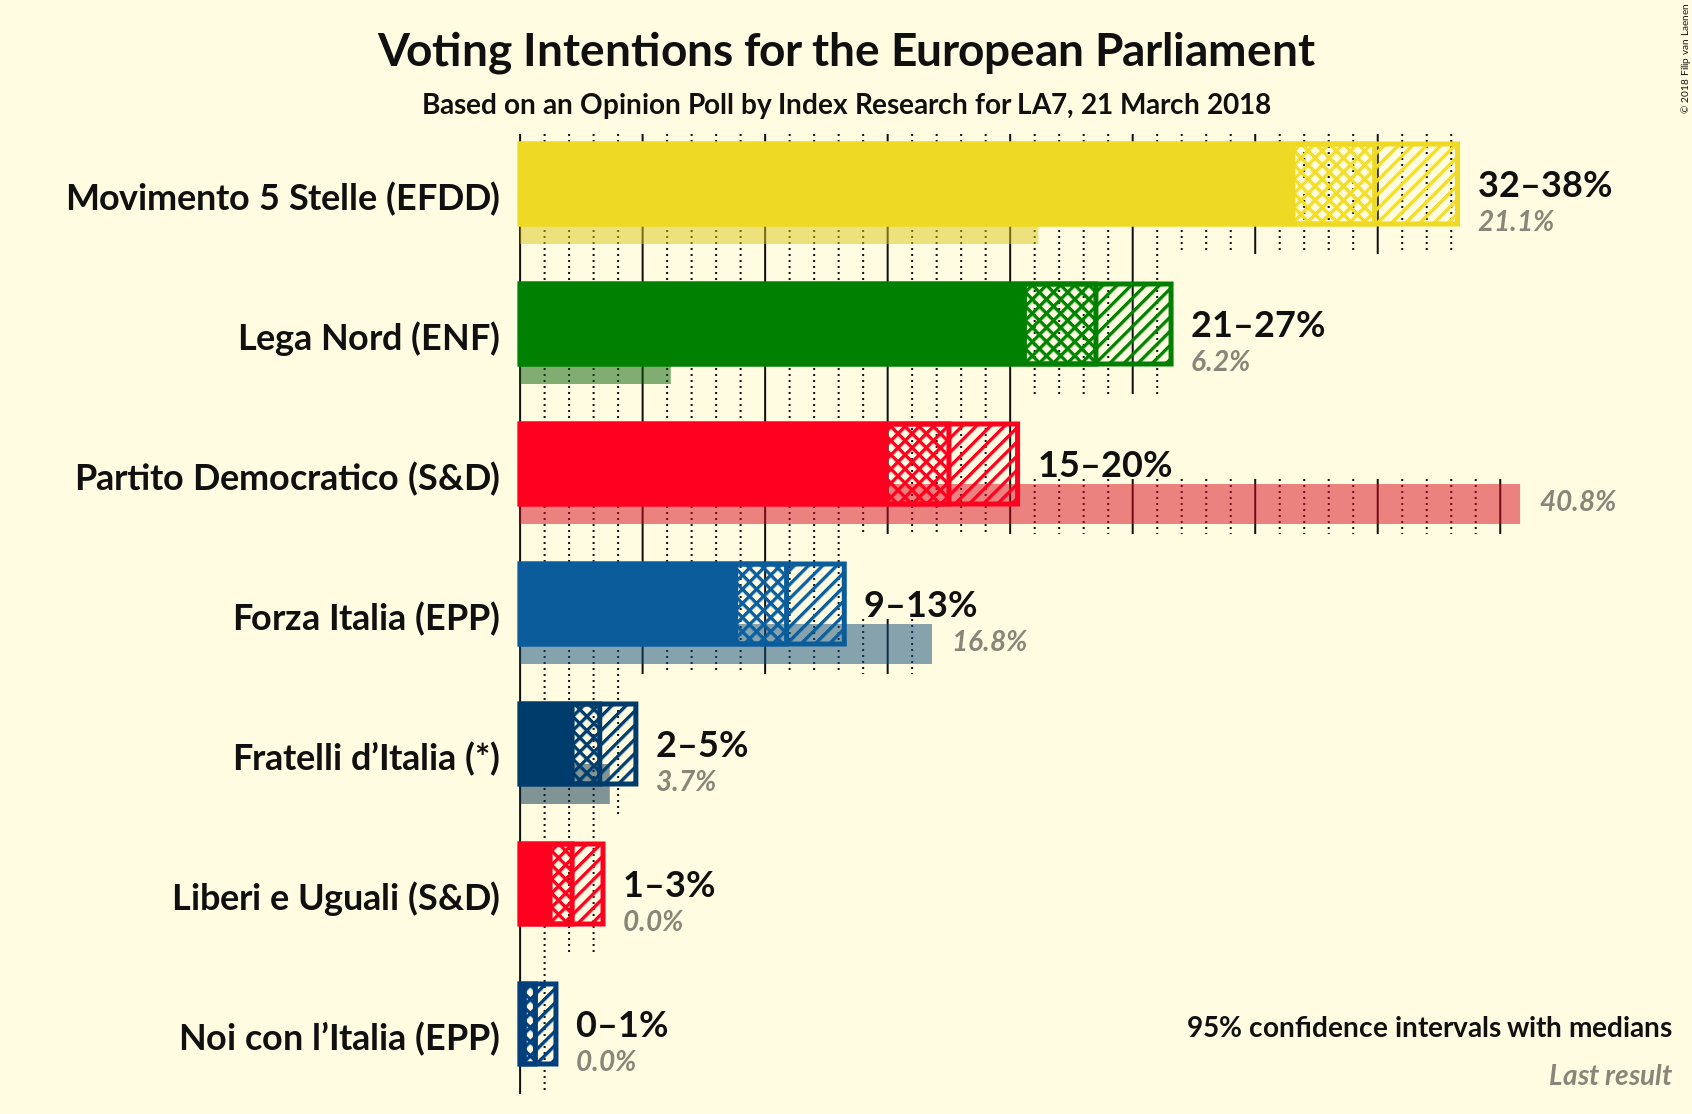 Voting Intentions for the European Parliament
Based on an Opinion Poll by Index Research for LA7, 21 March 2018
© 2018 Filip van Laenen
Movimento 5 Stelle (EFDD)
32–38%
21.1%
Lega Nord (ENF)
21–27%
6.2%
Partito Democratico (S&D)
15–20%
40.8%
Forza Italia (EPP)
9–13%
16.8%
Fratelli d’Italia (*)
2–5%
3.7%
Liberi e Uguali (S&D)
1–3%
0.0%
Noi con l’Italia (EPP)
0–1%
0.0%
95% confidence intervals with medians
Last result